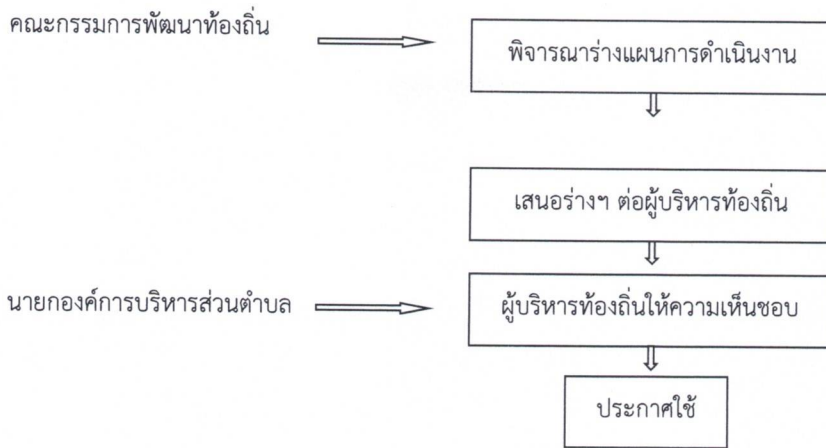 คณะกรรมการพัฒนาท้องถิ่น
พิจารณาร่างแผนการดำเนินงาน
เสนอร่างฯ ต่อผู้บริหารท้องถิ่น
นายกองค์การบริหารส่วนตำบล
ผู้บริหารท้องถิ่นให้ความเห็นชอบ
ประกาศใช้